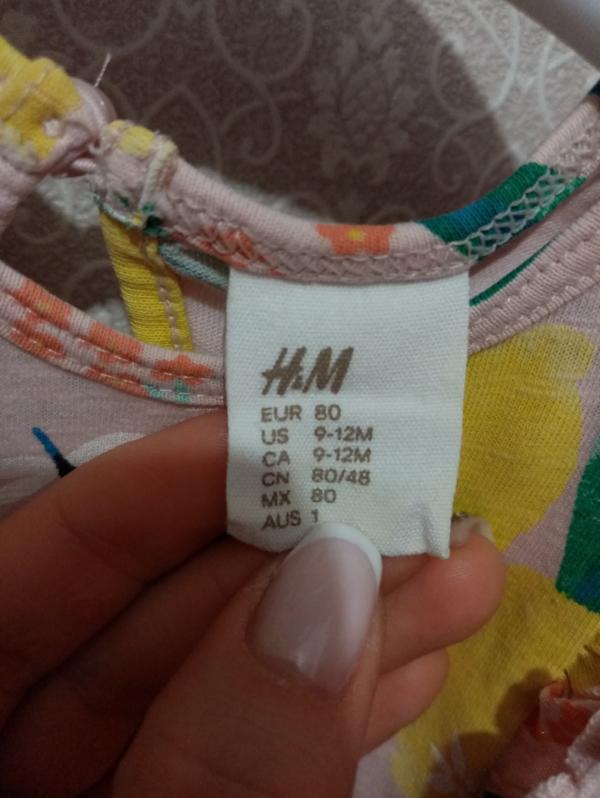 H&M
EUR 80
US 9-12M
CA 9-12M
CN 80/48
MX 80
AUS 1